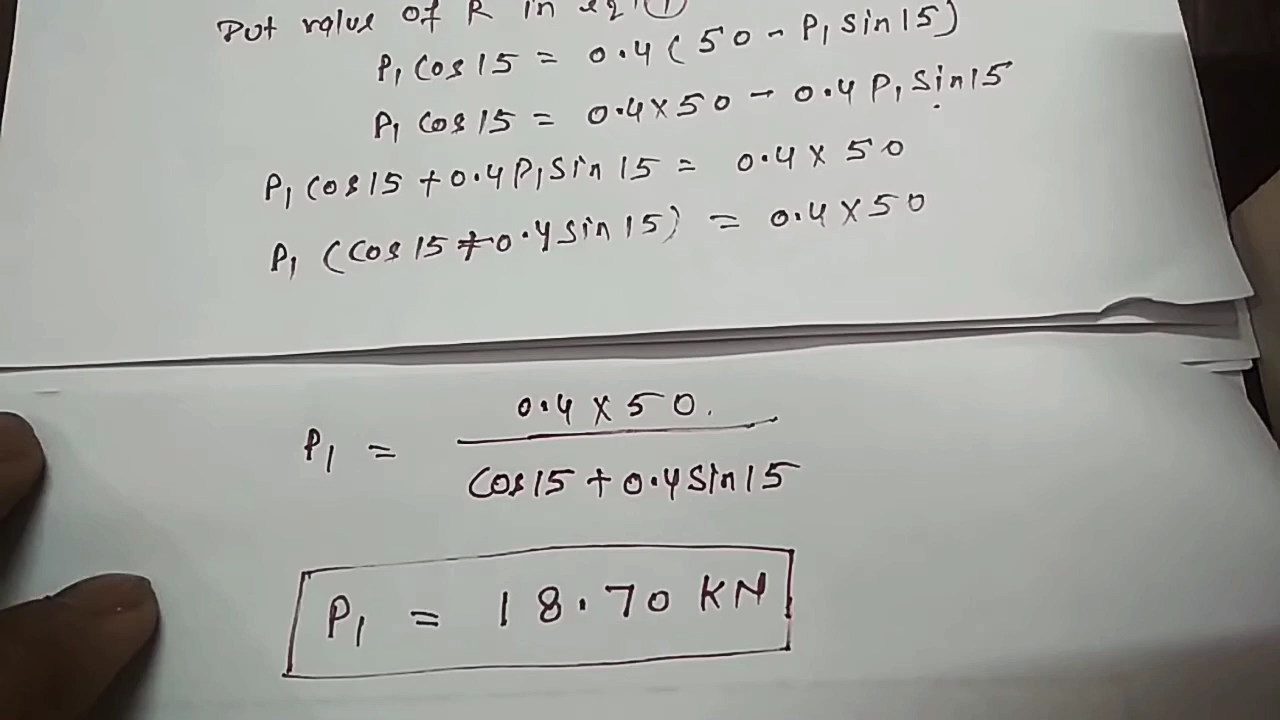 Put value of R in eqn ①
P₁ Cos 15 = 0.4 ( 50 - P₁ Sin 15)
P₁ Cos 15 = 0.4 x 50 - 0.4 P₁ Sin 15
P₁ Cos 15 + 0.4 P₁ Sin 15 = 0.4 x 50
P₁ (Cos 15 + 0.4 Sin 15) = 0.4 x 50
P₁ = 0.4 x 50.
Cos 15 + 0.4 Sin 15
P₁ = 18.70 KN